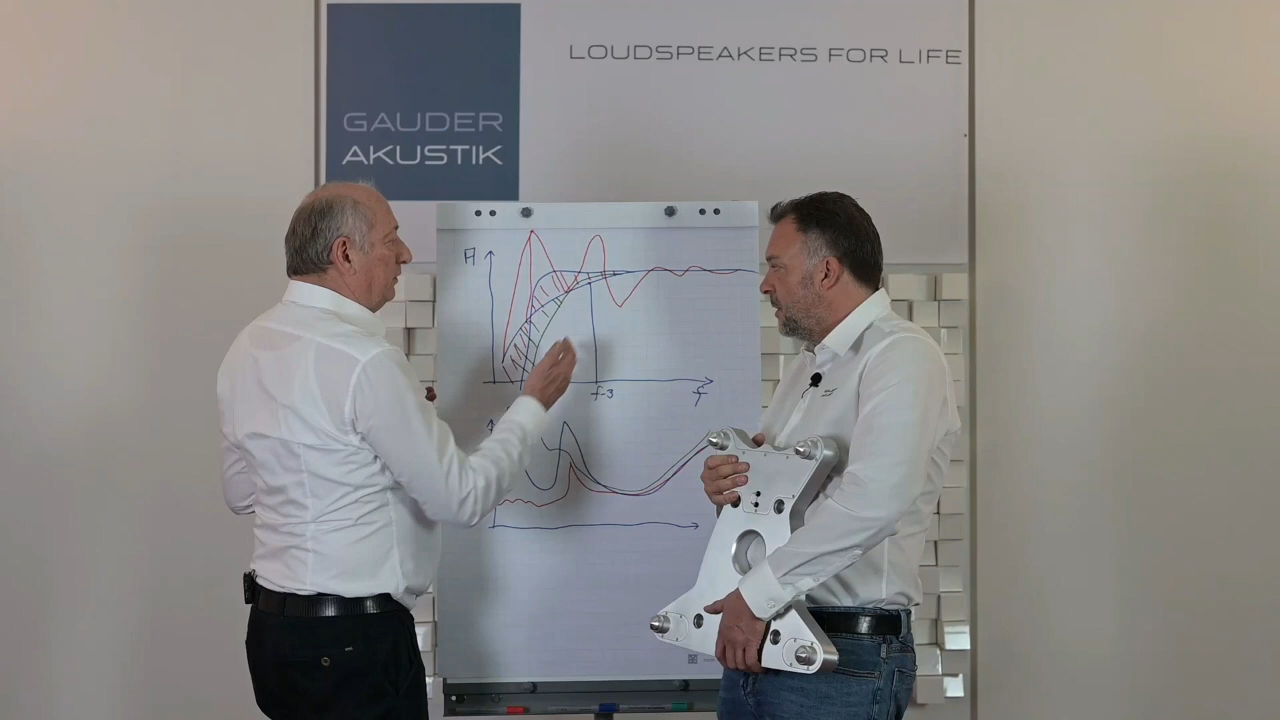 LOUDSPEAKERS FOR LIFE
GAUDER
AKUSTIK
A
f-3
f